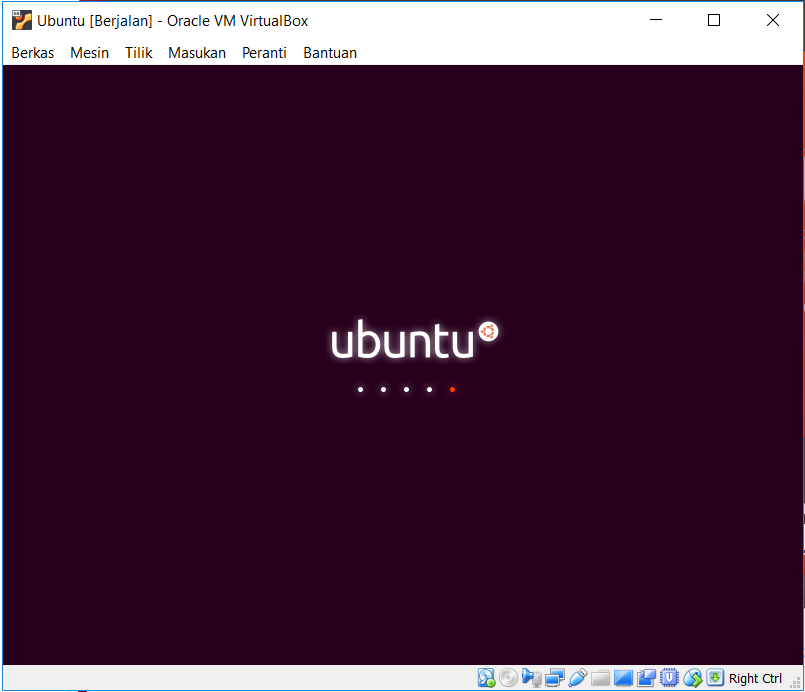 Ubuntu [Berjalan] - Oracle VM VirtualBox
Berkas Mesin Tilik Masukan Peranti Bantuan
ubuntu
Right Ctrl